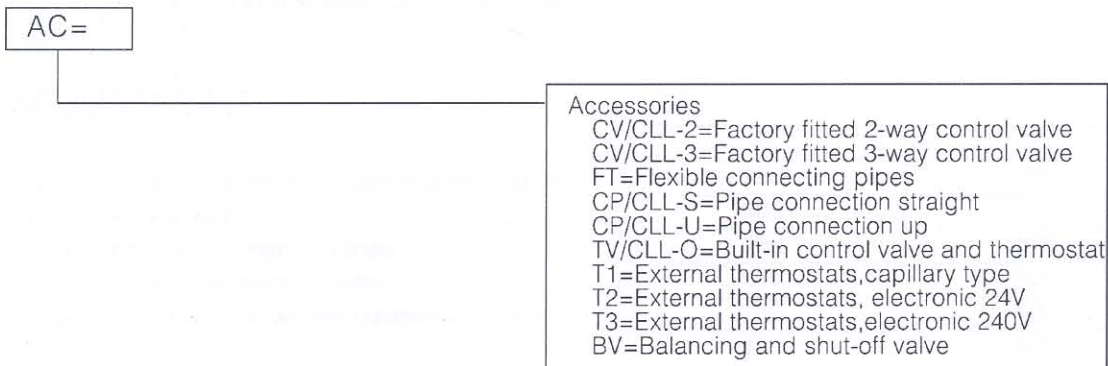 AC=
Accessories
CV/CLL-2=Factory fitted 2-way control valve
CV/CLL-3=Factory fitted 3-way control valve
FT=Flexible connecting pipes
CP/CLL-S=Pipe connection straight
CP/CLL-U=Pipe connection up
TV/CLL-O=Built-in control valve and thermostat
T1=External thermostats,capillary type
T2=External thermostats, electronic 24V
T3=External thermostats,electronic 240V
BV=Balancing and shut-off valve